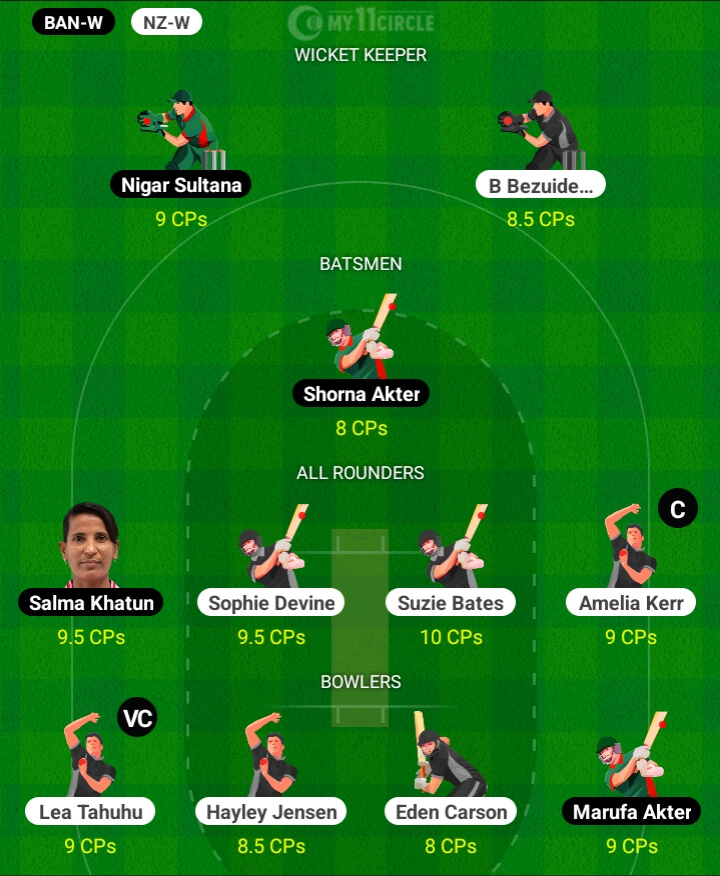 BAN-W NZ-W MY11CIRCLE
WICKET KEEPER
Nigar Sultana B Bezuide...
9 CPs 8.5 CPs
BATSMEN
Shorna Akter
8 CPs
ALL ROUNDERS
C
Salma Khatun Sophie Devine Suzie Bates Amelia Kerr
9.5 CPs 9.5 CPs 10 CPs 9 CPs
BOWLERS
VC
Lea Tahuhu Hayley Jensen Eden Carson Marufa Akter
9 CPs 8.5 CPs 8 CPs 9 CPs